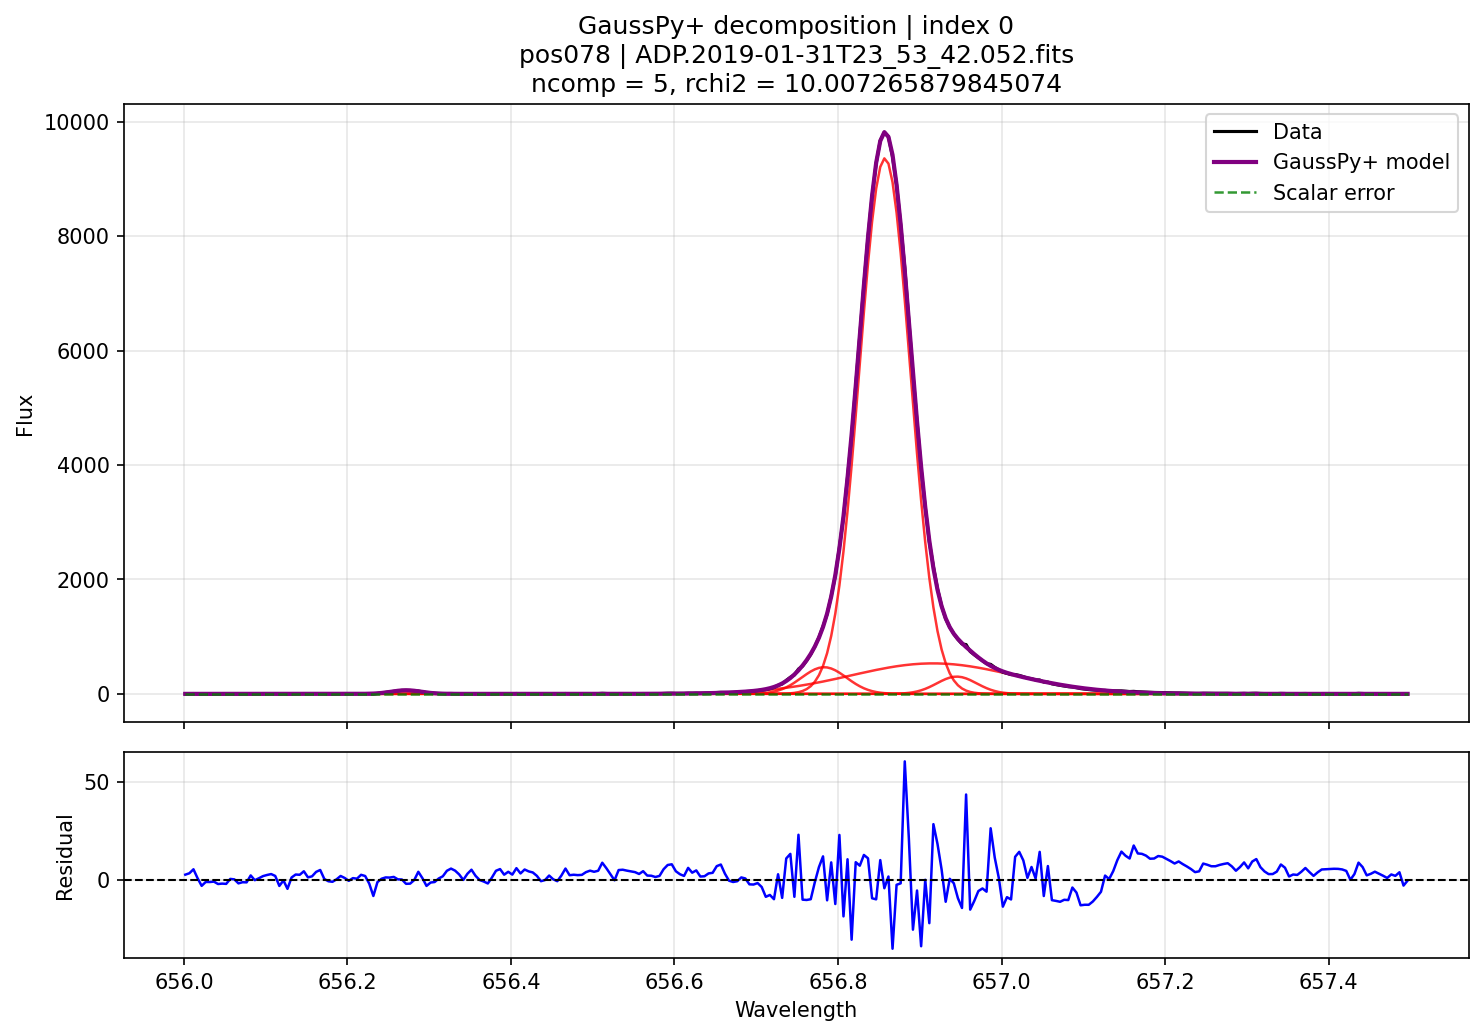 GaussPy+ decomposition | index 0
pos078 | ADP.2019-01-31T23_53_42.052.fits
ncomp = 5, rchi2 = 10.007265879845074
10000
8000
6000
4000
2000
0
Flux
Data
GaussPy+ model
Scalar error
50
0
Residual
656.0 656.2 656.4 656.6 656.8 657.0 657.2 657.4
Wavelength